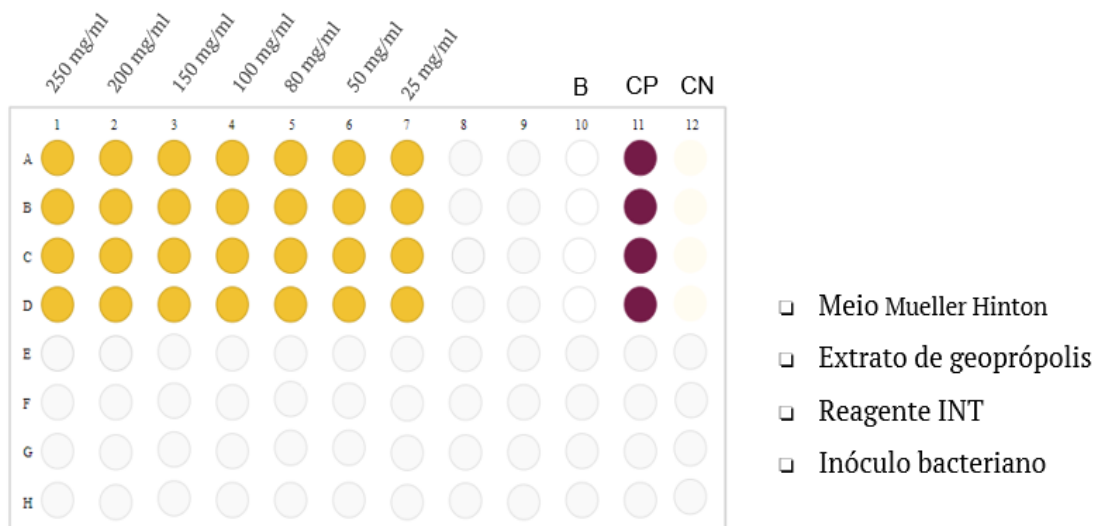 250 mg/ml 200 mg/ml 150 mg/ml 100 mg/ml 80 mg/ml 50 mg/ml 25 mg/ml
B CP CN
1 2 3 4 5 6 7 8 9 10 11 12
A
B
C
D
E
F
G
H
Meio Mueller Hinton
Extrato de geoprópolis
Reagente INT
Inóculo bacteriano